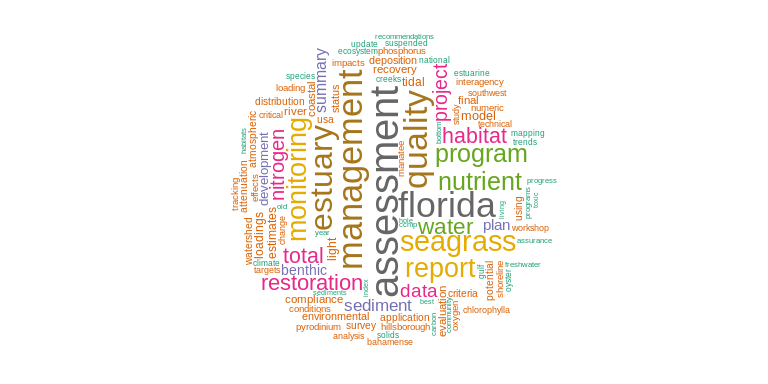 recommendations
update suspended
ecosystem phosphorus
deposition national
impacts
recovery
species
creeks tidal
estuarine
interagency
loading
coastal
summary
status
management
assessment
quality
project
southwest
distribution
final
numeric
critical
river
usa
model
study
technical
habitats
atmospheric
nitrogen
monitoring
estuary
manatee
bottom
habitat
mapping
trends
attenuation
development
program
tracking
effects
nutrient
progress
old
florida
living
programs
toxic
watershed
loadings
estimates
change
year
light
hole
ccmp
water
plan
using
workshop
seagrass
assurance
climate
total
targets
benthic
report
gulf
potential
shoreline
freshwater
oyster
restoration
index
sediments
data
compliance
sediment
best
criteria
evaluation
conditions
environmental
application
carbon
community
oxygen
chlorophylla
pyrodinium survey
hillsborough
analysis
solids
bahamense